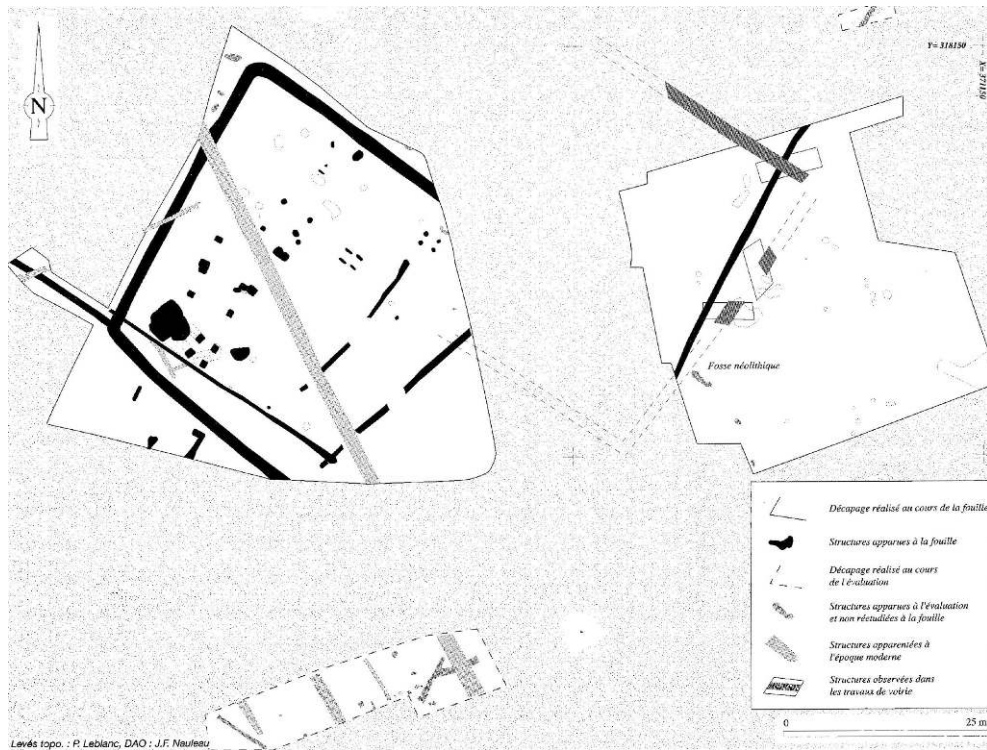 N
Y= 318150
X= 371150
Fosse néolithique
Décapage réalisé au cours de la fouille
Structures apparues à la fouille
Décapage réalisé au cours
de l'évaluation
Structures apparues à l'évaluation
et non réetudiées à la fouille
Structures apparentées à
l'époque moderne
Structures observées dans
les travaux de voirie
0 25 m
Levés topo. : P. Leblanc, DAO : J.F. Nauleau